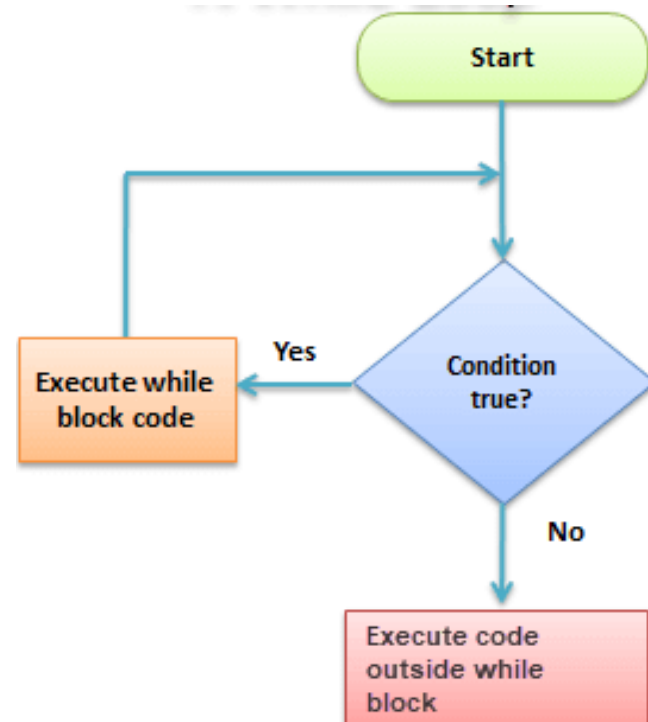 Start
Yes
Condition
true?
Execute while
block code
No
Execute code
outside while
block